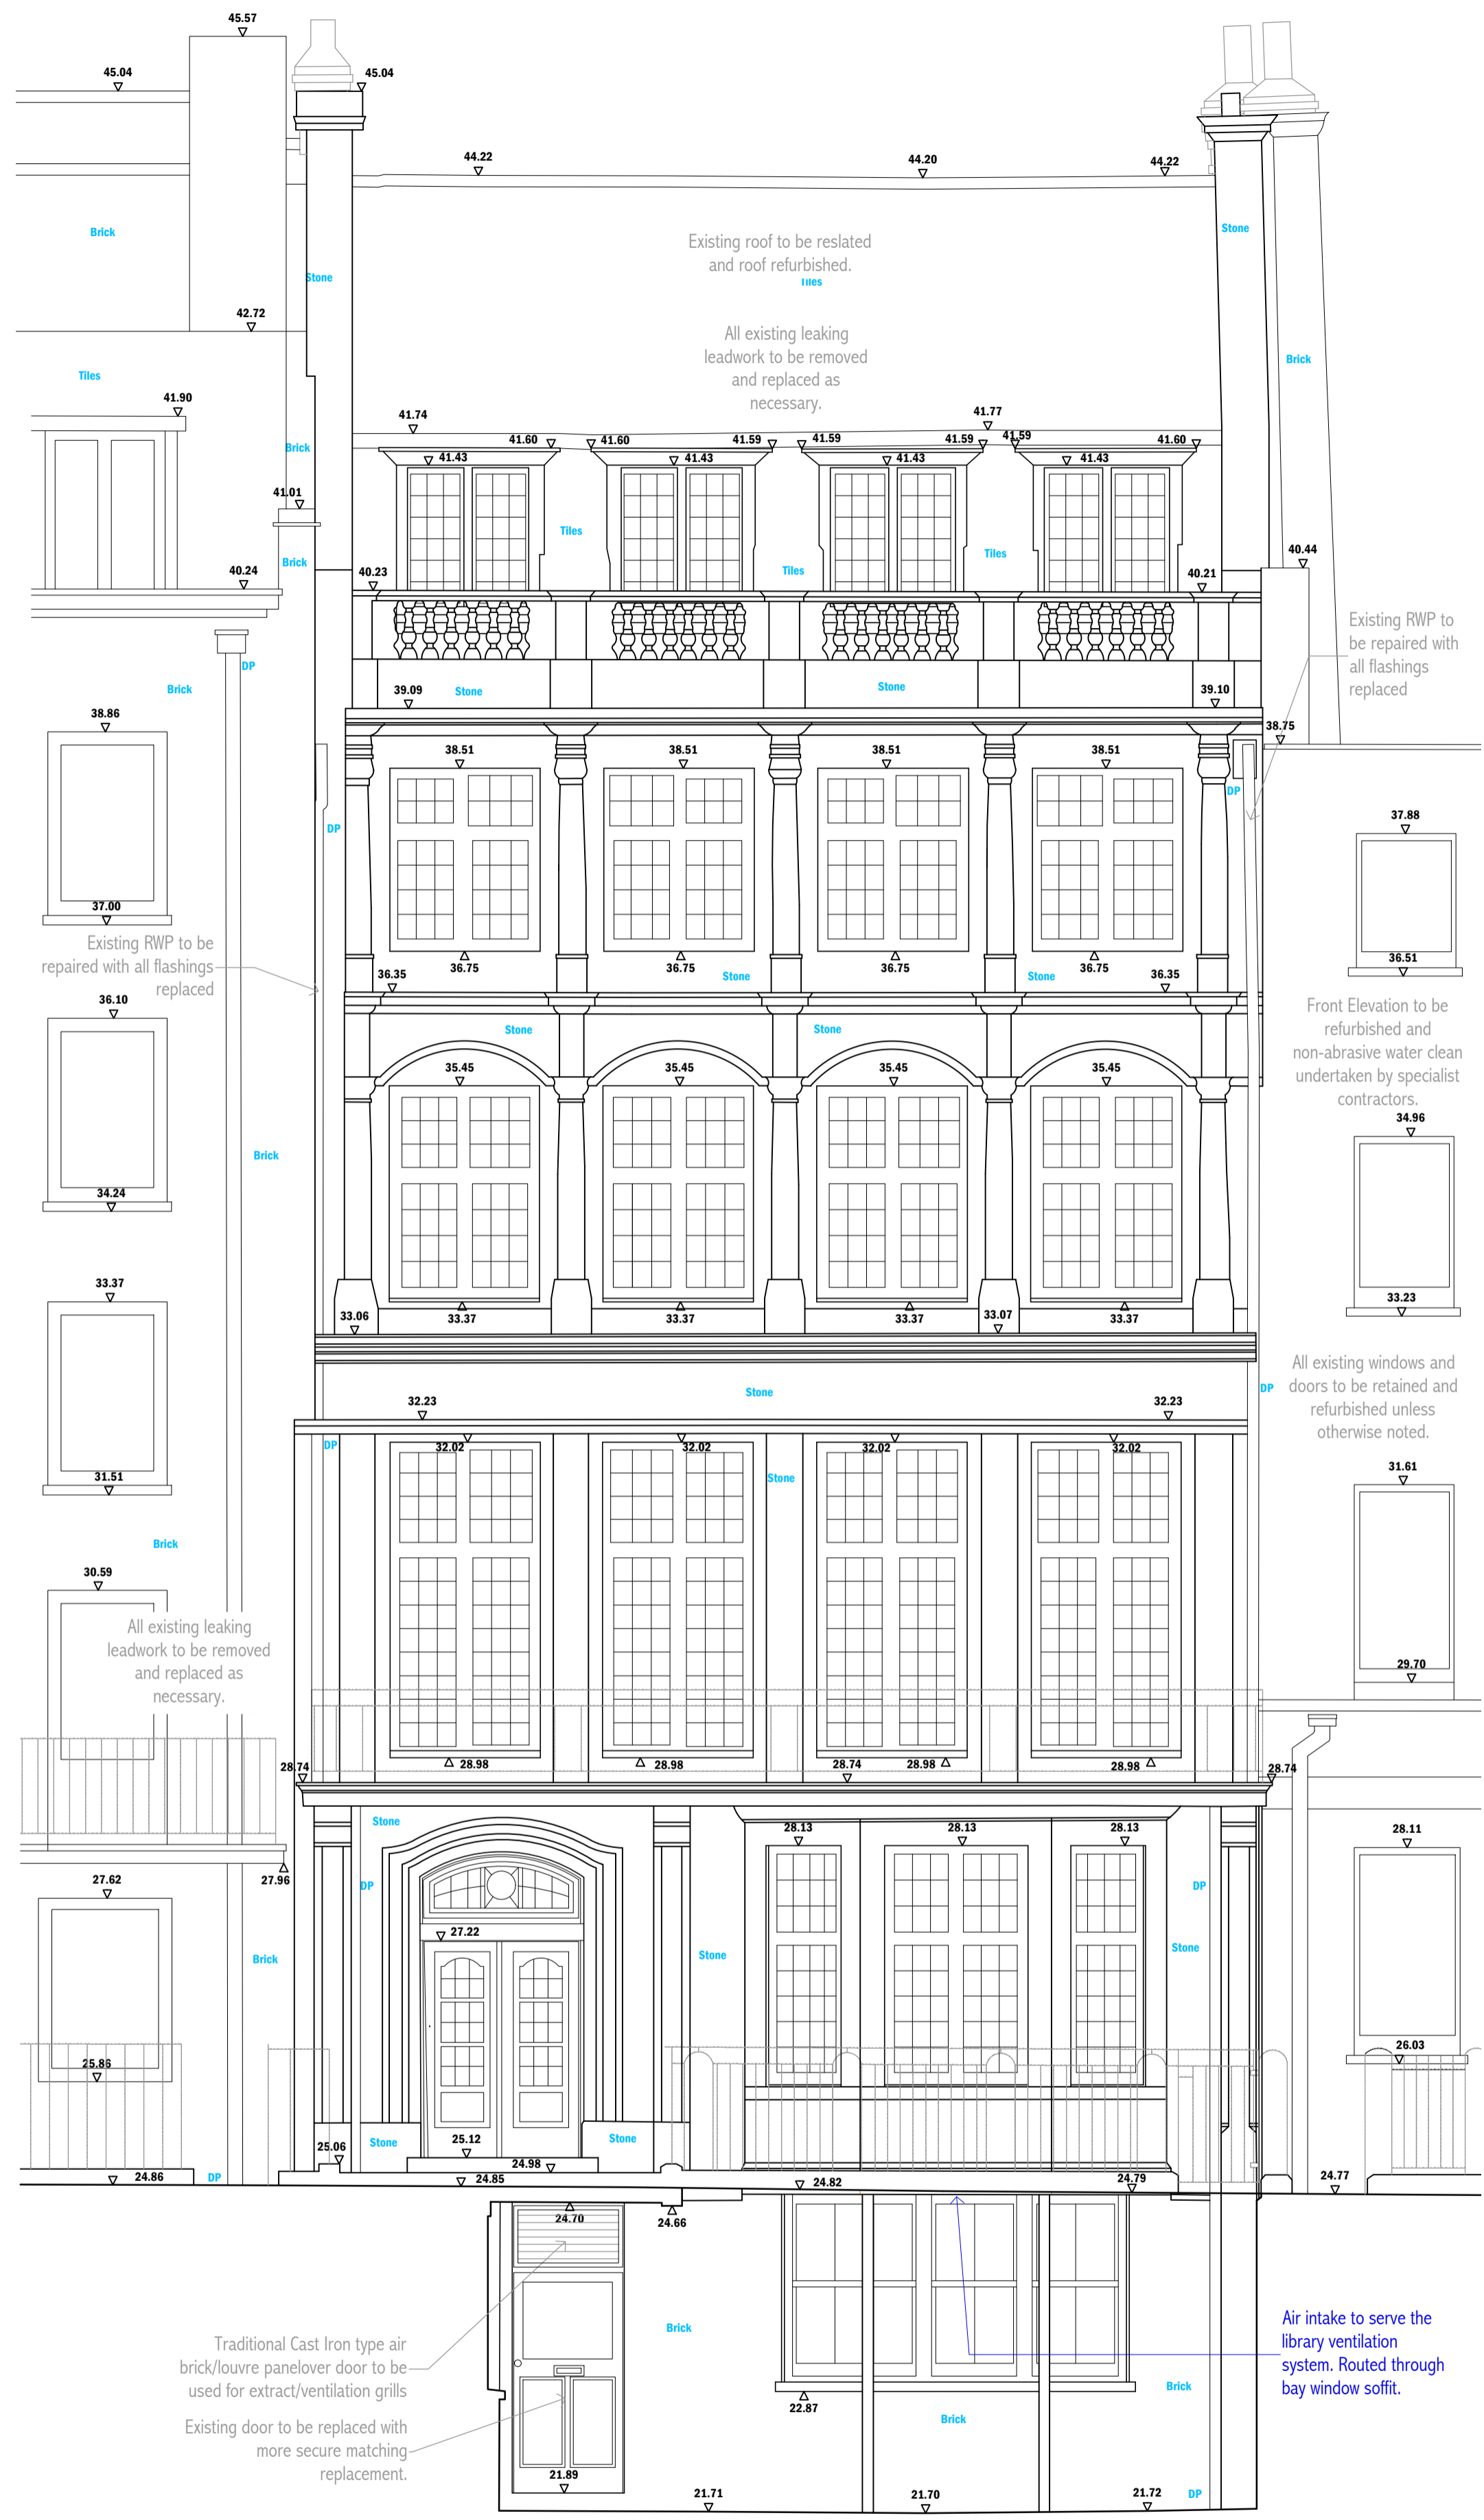 45.57
45.04
45.04
44.22
44.20
44.22
Brick
Stone
Existing roof to be reslated
and roof refurbished.
Tiles
Stone
42.72
All existing leaking
leadwork to be removed
and replaced as
necessary.
Brick
Tiles
41.90
41.74
41.77
Brick
41.60
41.60
41.59
41.59
41.59
41.59
41.60
41.43
41.43
41.43
41.43
41.01
Tiles
Tiles
Tiles
Brick
40.44
40.24
40.23
40.21
Existing RWP to
be repaired with
all flashings
replaced
DP
Brick
39.09
Stone
Stone
39.10
38.86
38.75
38.51
38.51
38.51
38.51
DP
DP
37.88
37.00
Existing RWP to be
repaired with all flashings
replaced
36.75
36.75
36.75
36.75
36.51
36.35
Stone
Stone
36.35
36.10
Stone
Stone
Front Elevation to be
refurbished and
non-abrasive water clean
undertaken by specialist
contractors.
35.45
35.45
35.45
35.45
34.96
Brick
34.24
33.37
33.23
33.06
33.37
33.37
33.37
33.07
33.37
All existing windows and
doors to be retained and
refurbished unless
otherwise noted.
Stone
DP
32.23
32.23
DP
32.02
32.02
32.02
32.02
31.51
Stone
31.61
Brick
30.59
All existing leaking
leadwork to be removed
and replaced as
necessary.
29.70
28.74
28.98
28.98
28.74
28.98
28.98
28.74
Stone
28.13
28.13
28.13
28.11
27.96
27.62
DP
DP
27.22
Brick
Stone
Stone
25.86
26.03
25.06
Stone
25.12
Stone
24.98
24.86
DP
24.85
24.82
24.79
24.77
24.70
24.66
Traditional Cast Iron type air
brick/louvre panelover door to be
used for extract/ventilation grills
Brick
Air intake to serve the
library ventilation
system. Routed through
bay window soffit.
Brick
22.87
Brick
Existing door to be replaced with
more secure matching
replacement.
21.89
21.71
21.70
21.72
DP